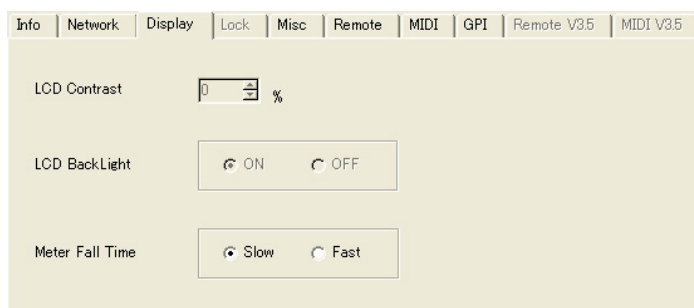 Info Network Display Lock Misc Remote MIDI GPI Remote V3.5 MIDI V3.5
LCD Contrast 0 %
LCD BackLight ON OFF
Meter Fall Time Slow Fast